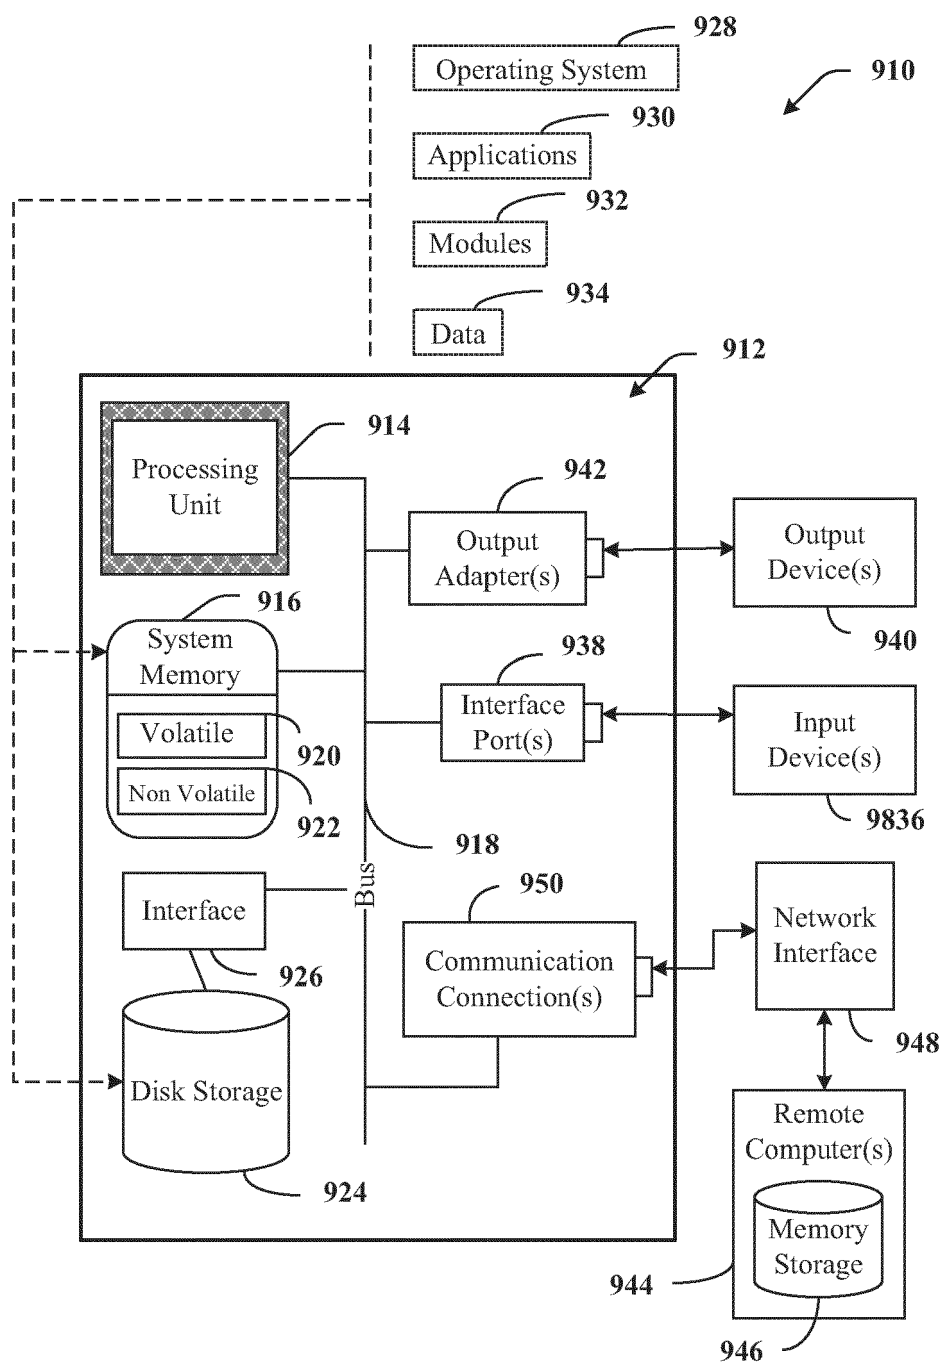 928
Operating System
910
930
Applications
932
Modules
934
Data
912
914
Processing
Unit
942
Output
Adapter(s)
Output
Device(s)
940
916
System
Memory
938
Interface
Port(s)
Input
Device(s)
9836
Volatile
920
Non Volatile
922
918
Bus
950
Communication
Connection(s)
Network
Interface
948
Interface
926
Disk Storage
924
Remote
Computer(s)
Memory
Storage
944
946